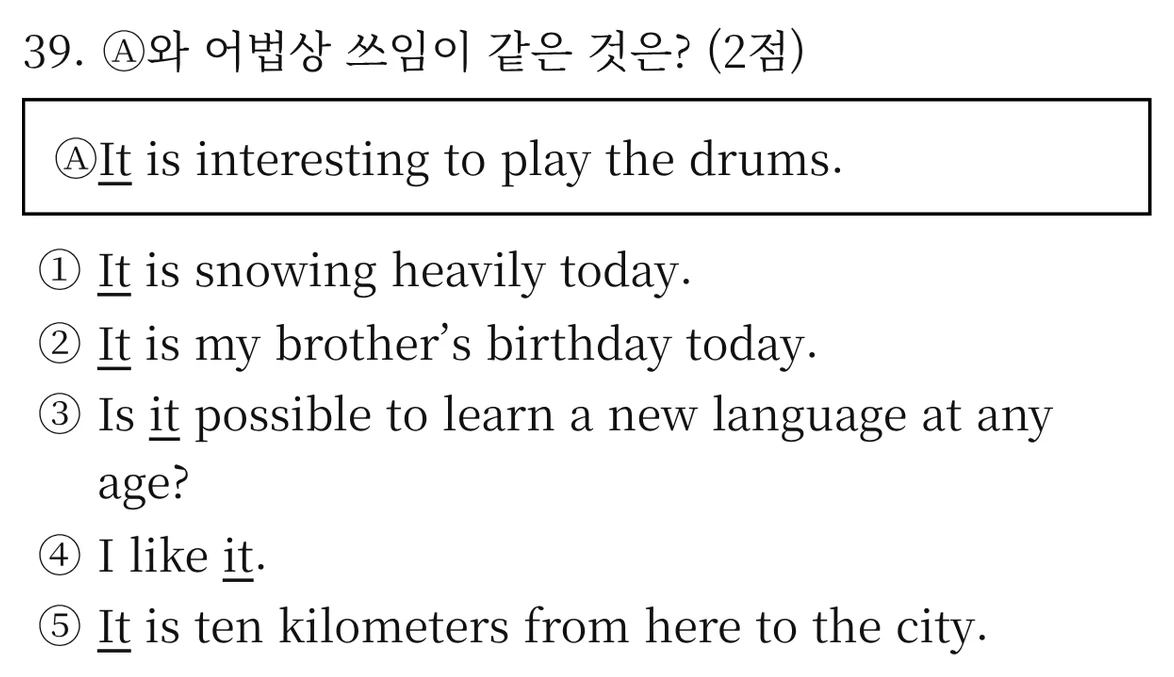 39. Ⓐ와 어법상 쓰임이 같은 것은? (2점)
ⒶIt is interesting to play the drums.
① It is snowing heavily today.
② It is my brother’s birthday today.
③ Is it possible to learn a new language at any
age?
④ I like it.
⑤ It is ten kilometers from here to the city.